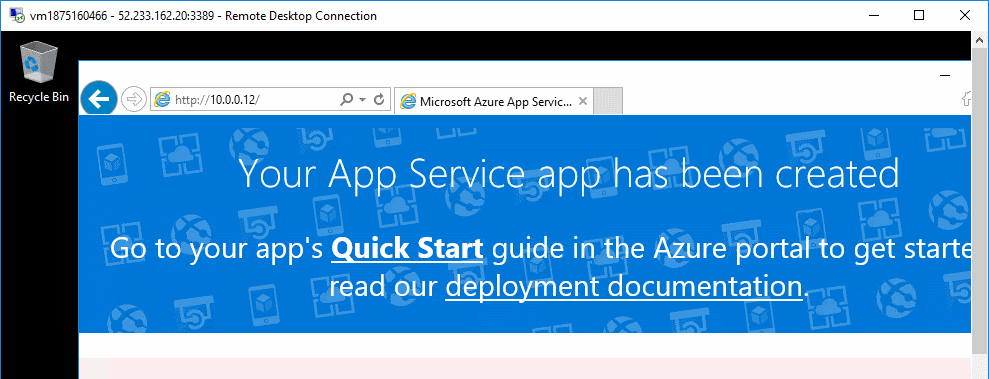 vm1875160466 - 52.233.162.20:3389 - Remote Desktop Connection
Recycle Bin
http://10.0.0.12/
Microsoft Azure App Servic...
Your App Service app has been created
Go to your app's Quick Start guide in the Azure portal to get starte
read our deployment documentation.